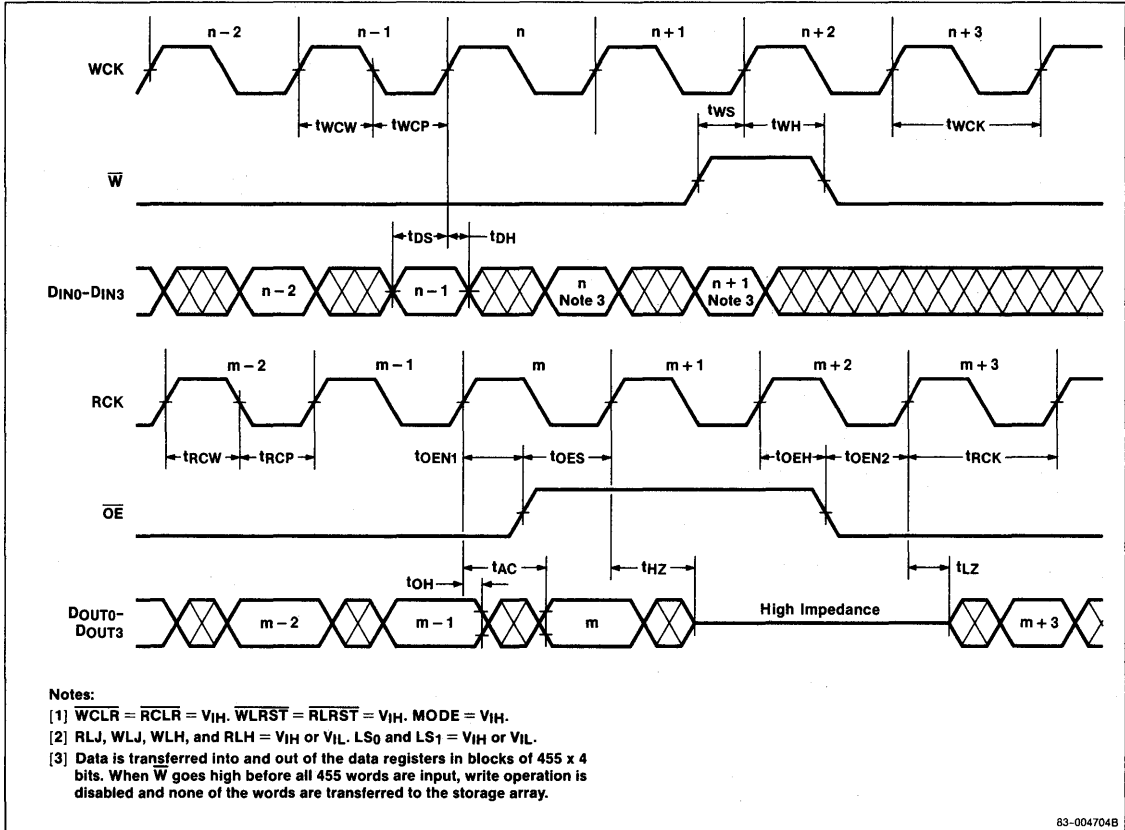 n – 2 n – 1 n n + 1 n + 2 n + 3
WCK
tWCW tWCP tWS tWH tWCK
W̅
tDS tDH
DIN0-DIN3
n – 2 n – 1 n
Note 3 n + 1
Note 3
m – 2 m – 1 m m + 1 m + 2 m + 3
RCK
tRCW tRCP tOEN1 tOES tOEH tOEN2 tRCK
O̅E̅
tOH tAC tHZ tLZ
DOUT0-
DOUT3
m – 2 m – 1 m High Impedance m + 3
Notes:
[1] W̅C̅L̅R̅ = R̅C̅L̅R̅ = VIH. W̅L̅R̅S̅T̅ = R̅L̅R̅S̅T̅ = VIH. MODE = VIH.
[2] RLJ, WLJ, WLH, and RLH = VIH or VIL. LS0 and LS1 = VIH or VIL.
[3] Data is transferred into and out of the data registers in blocks of 455 x 4
bits. When W̅ goes high before all 455 words are input, write operation is
disabled and none of the words are transferred to the storage array.
83-004704B